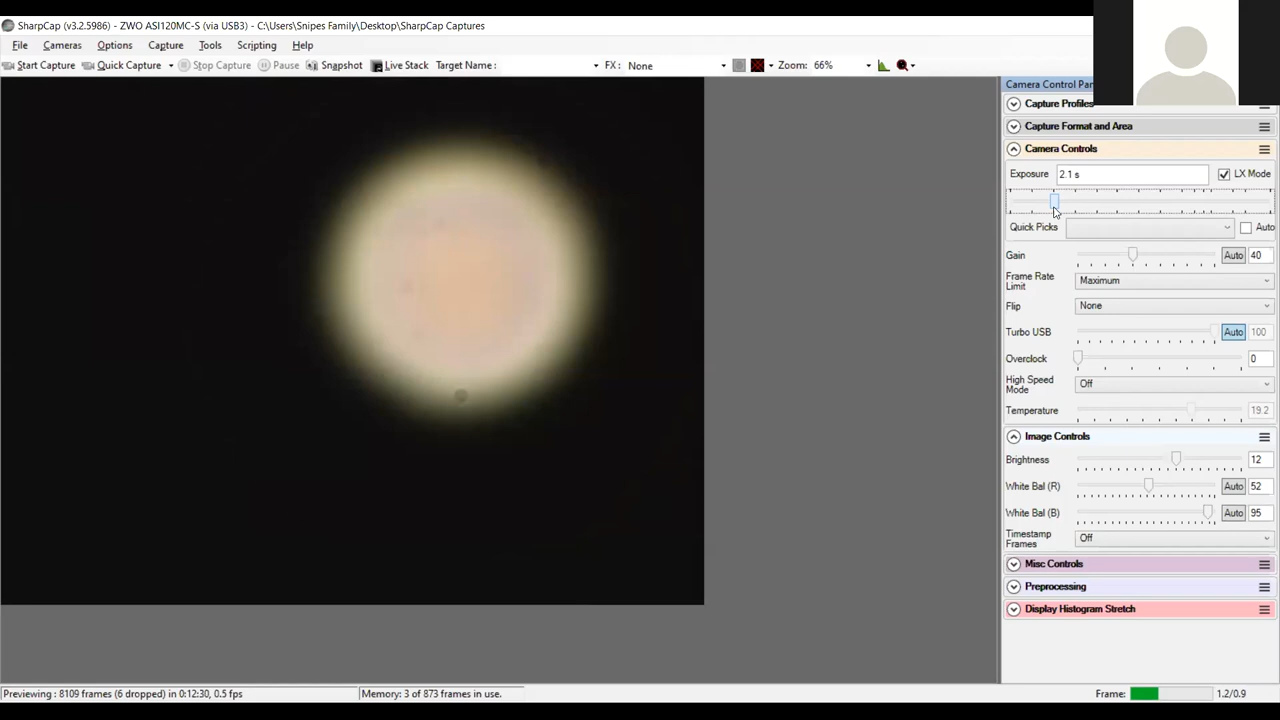 SharpCap (v3.2.5986) - ZWO ASI120MC-S (via USB3) - C:\Users\Snipes Family\Desktop\SharpCap Captures
File Cameras Options Capture Tools Scripting Help
Start Capture Quick Capture Stop Capture Pause Snapshot Live Stack Target Name : FX: None Zoom: 66%
Camera Control Pan
Capture Profiles
Capture Format and Area
Camera Controls
Exposure 2.1 s LX Mode
Quick Picks Auto
Gain Auto 40
Frame Rate
Limit Maximum
Flip None
Turbo USB Auto 100
Overclock 0
High Speed
Mode Off
Temperature 19.2
Image Controls
Brightness 12
White Bal (R) Auto 52
White Bal (B) Auto 95
Timestamp
Frames Off
Misc Controls
Preprocessing
Display Histogram Stretch
Previewing : 8109 frames (6 dropped) in 0:12:30, 0.5 fps Memory: 3 of 873 frames in use. Frame: 1.2/0.9